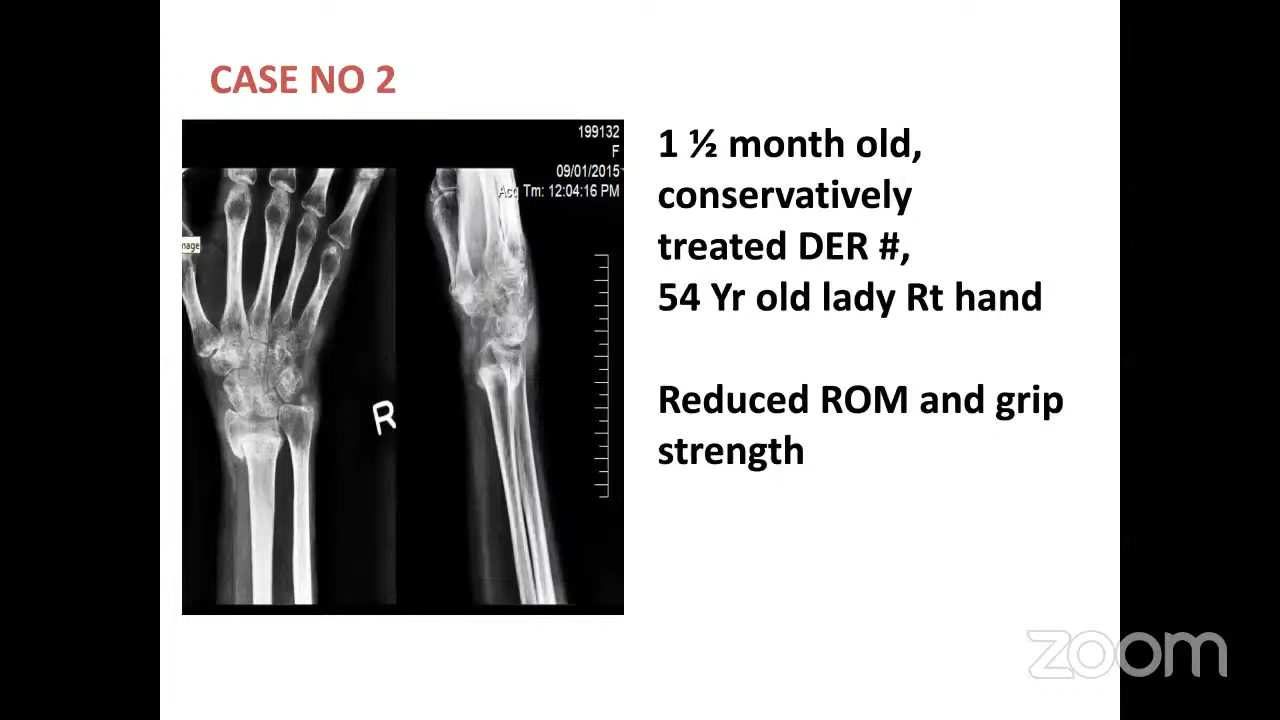 CASE NO 2
199132
F
09/01/2015
Acq Tm: 12:04:16 PM
mage
R
1 ½ month old,
conservatively
treated DER #,
54 Yr old lady Rt hand
Reduced ROM and grip
strength
zoom